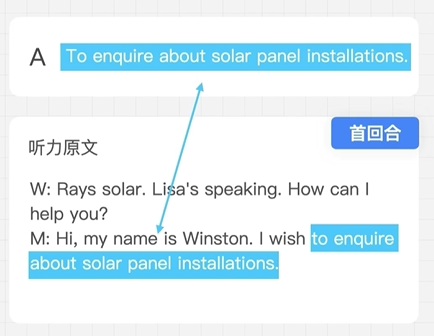 A To enquire about solar panel installations.
首回合
听力原文
W: Rays solar. Lisa's speaking. How can I
help you?
M: Hi, my name is Winston. I wish to enquire
about solar panel installations.